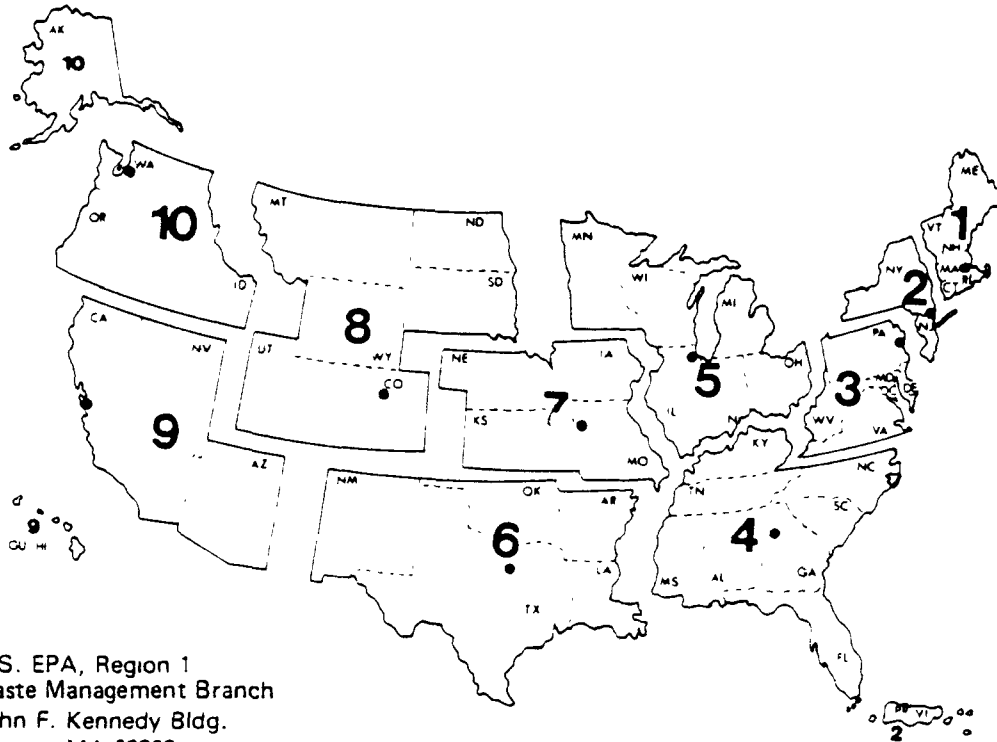 AK
10
WA
OR
10
ID
MT
ND
SD
8
WY
UT
CO
CA
NV
9
AZ
9
GU HI
NE
IA
7
KS
MO
NM
OK
AR
6
LA
TX
MN
WI
MI
5
IL
OH
KY
TN
NC
SC
4
MS
AL
GA
FL
ME
VT
1
NH
MA
RI
CT
NY
2
NJ
PA
3
MD
DE
DC
WV
VA
PR VI
2
S. EPA, Region 1
aste Management Branch
hn F. Kennedy Bldg.